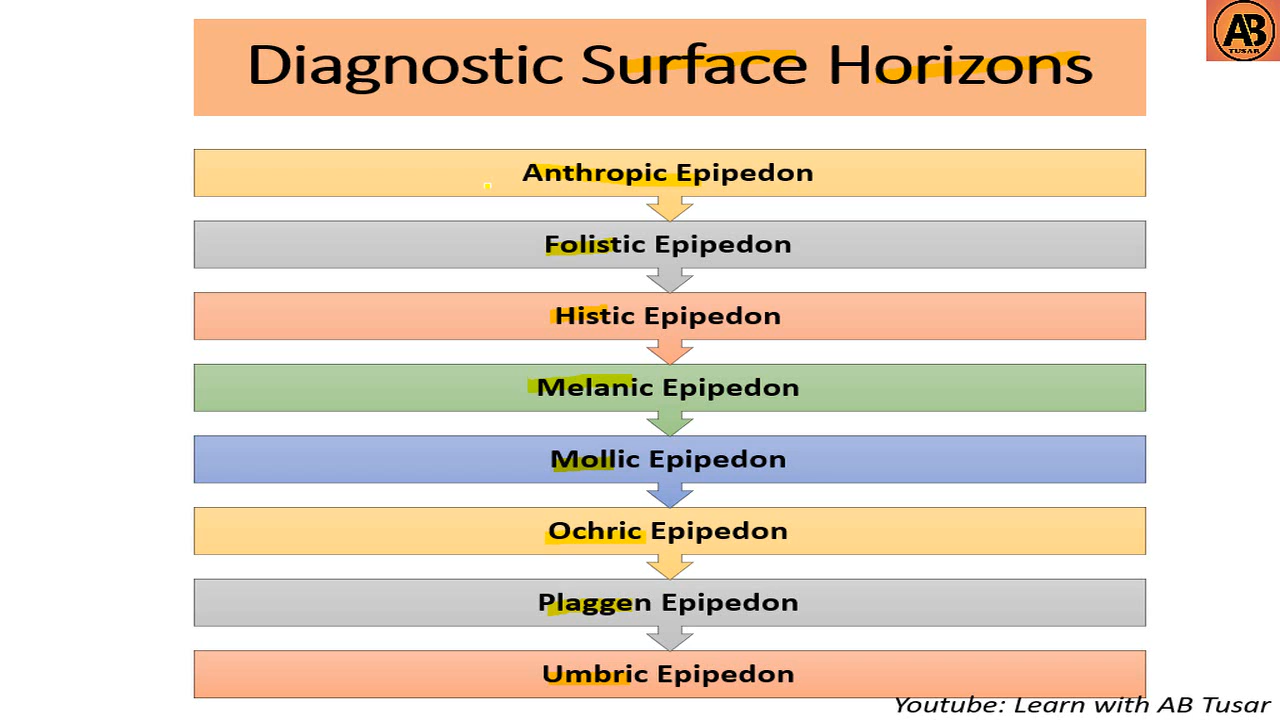 AB
TUSAR
Diagnostic Surface Horizons
Anthropic Epipedon
Folistic Epipedon
Histic Epipedon
Melanic Epipedon
Mollic Epipedon
Ochric Epipedon
Plaggen Epipedon
Umbric Epipedon
Youtube: Learn with AB Tusar